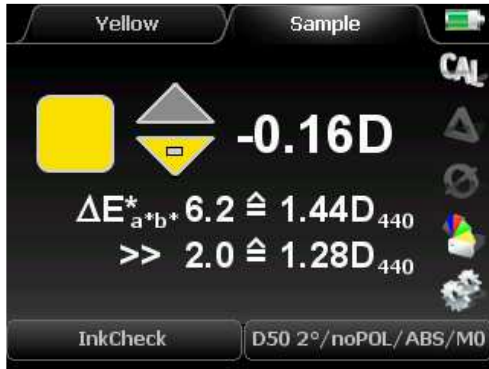 Yellow Sample
CAL
-0.16D
ΔE*a*b* 6.2 ≙ 1.44D440
>> 2.0 ≙ 1.28D440
InkCheck D50 2°/noPOL/ABS/M0